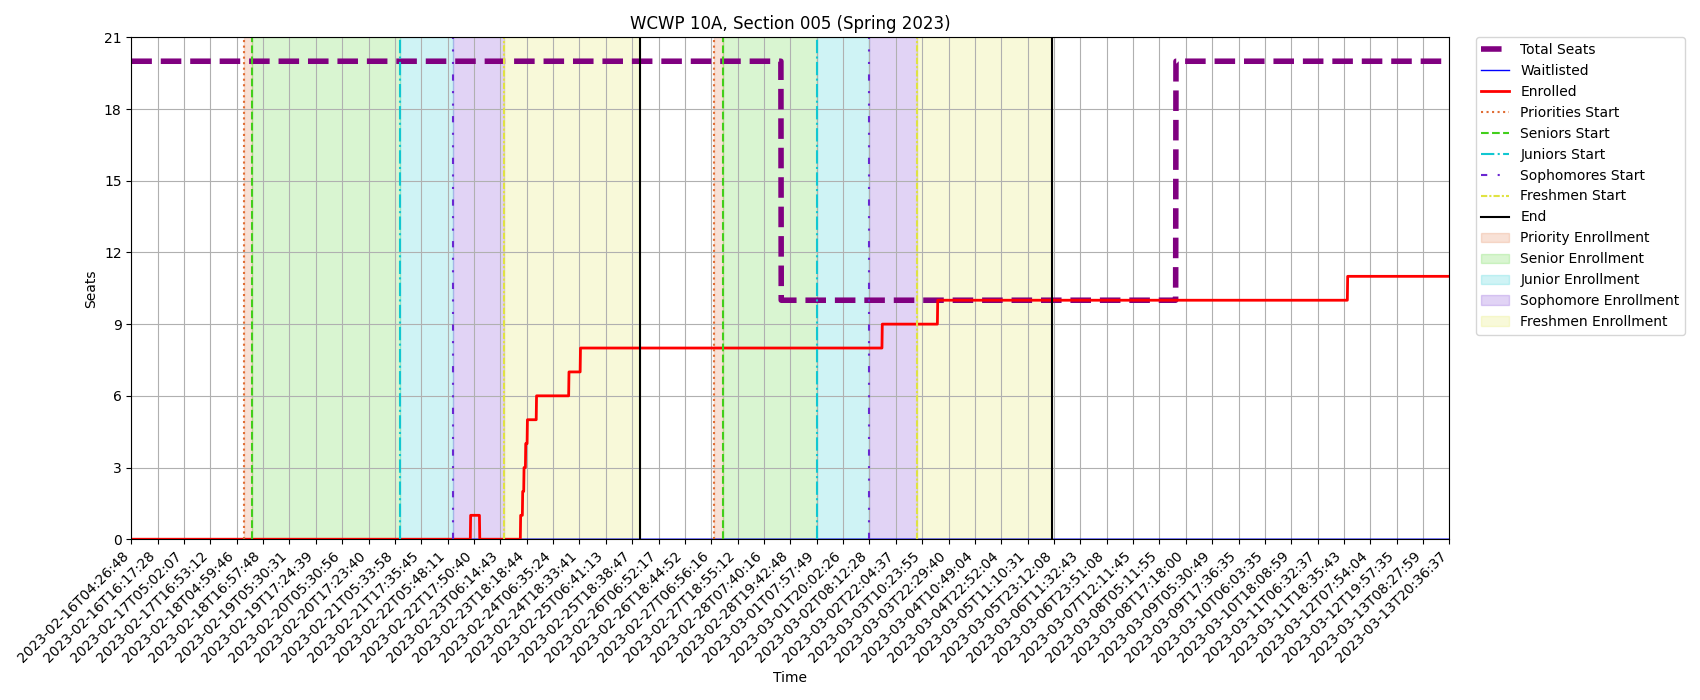 WCWP 10A, Section 005 (Spring 2023)
Seats
21
18
15
12
9
6
3
0
2023-02-16T04:26:48
2023-02-16T16:17:28
2023-02-17T05:02:07
2023-02-17T16:53:12
2023-02-18T04:59:46
2023-02-18T16:57:48
2023-02-19T05:30:31
2023-02-19T17:24:39
2023-02-20T05:30:56
2023-02-20T17:23:40
2023-02-21T05:33:58
2023-02-21T17:35:45
2023-02-22T05:48:11
2023-02-22T17:50:40
2023-02-23T06:14:43
2023-02-23T18:18:44
2023-02-24T06:35:24
2023-02-24T18:33:41
2023-02-25T06:41:13
2023-02-25T18:38:47
2023-02-26T06:52:17
2023-02-26T18:44:52
2023-02-27T06:56:16
2023-02-27T18:55:12
2023-02-28T07:40:16
2023-02-28T19:42:48
2023-03-01T07:57:49
2023-03-01T20:02:26
2023-03-02T08:12:28
2023-03-02T22:04:37
2023-03-03T10:23:55
2023-03-03T22:29:40
2023-03-04T10:49:04
2023-03-04T22:52:04
2023-03-05T11:10:31
2023-03-05T23:12:08
2023-03-06T11:32:43
2023-03-06T23:51:08
2023-03-07T12:11:45
2023-03-08T05:11:55
2023-03-08T17:18:00
2023-03-09T05:30:49
2023-03-09T17:36:35
2023-03-10T06:03:35
2023-03-10T18:08:59
2023-03-11T06:32:37
2023-03-11T18:35:43
2023-03-12T07:54:04
2023-03-12T19:57:35
2023-03-13T08:27:59
2023-03-13T20:36:37
Time
Total Seats
Waitlisted
Enrolled
Priorities Start
Seniors Start
Juniors Start
Sophomores Start
Freshmen Start
End
Priority Enrollment
Senior Enrollment
Junior Enrollment
Sophomore Enrollment
Freshmen Enrollment